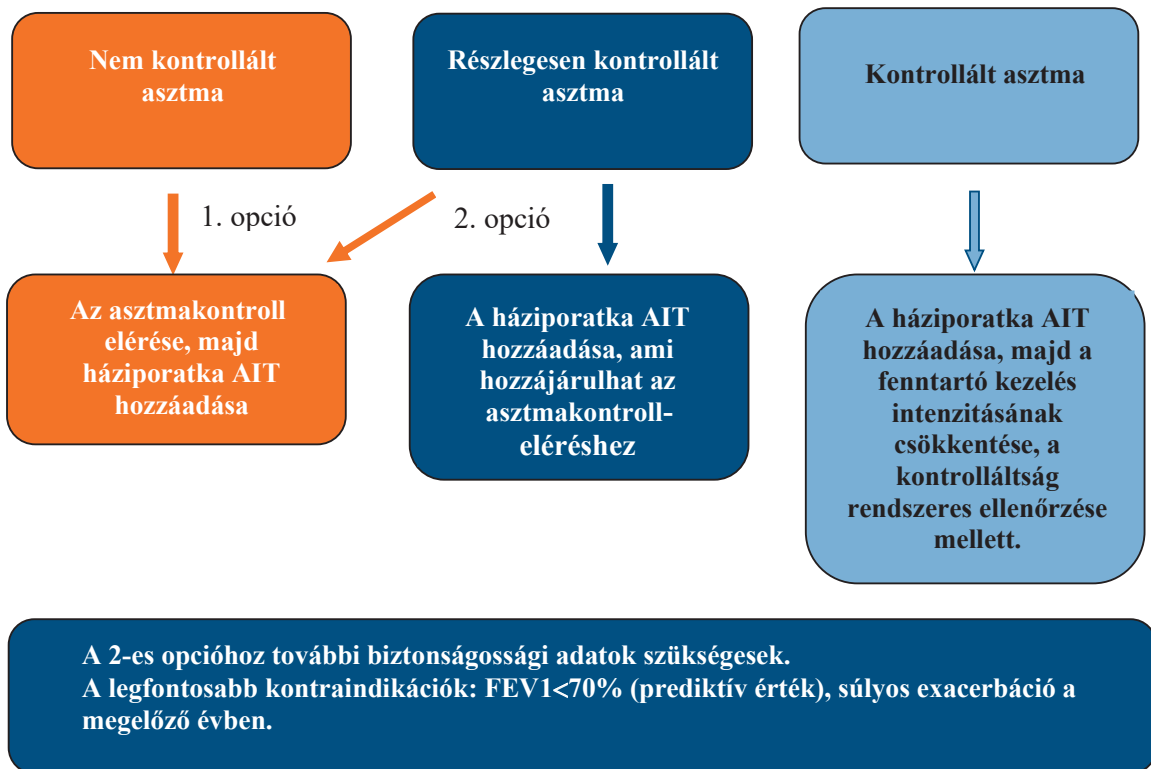 Nem kontrollált
asztma
Részlegesen kontrollált
asztma
Kontrollált asztma
1. opció
2. opció
Az asztmakontroll
elérése, majd
háziporatka AIT
hozzáadása
A háziporatka AIT
hozzáadása, ami
hozzájárulhat az
asztmakontroll-
eléréshez
A háziporatka AIT
hozzáadása, majd a
fenntartó kezelés
intenzitásának
csökkentése, a
kontrolláltság
rendszeres ellenőrzése
mellett.
A 2-es opcióhoz további biztonságossági adatok szükségesek.
A legfontosabb kontraindikációk: FEV1<70% (prediktív érték), súlyos exacerbáció a
megelőző évben.